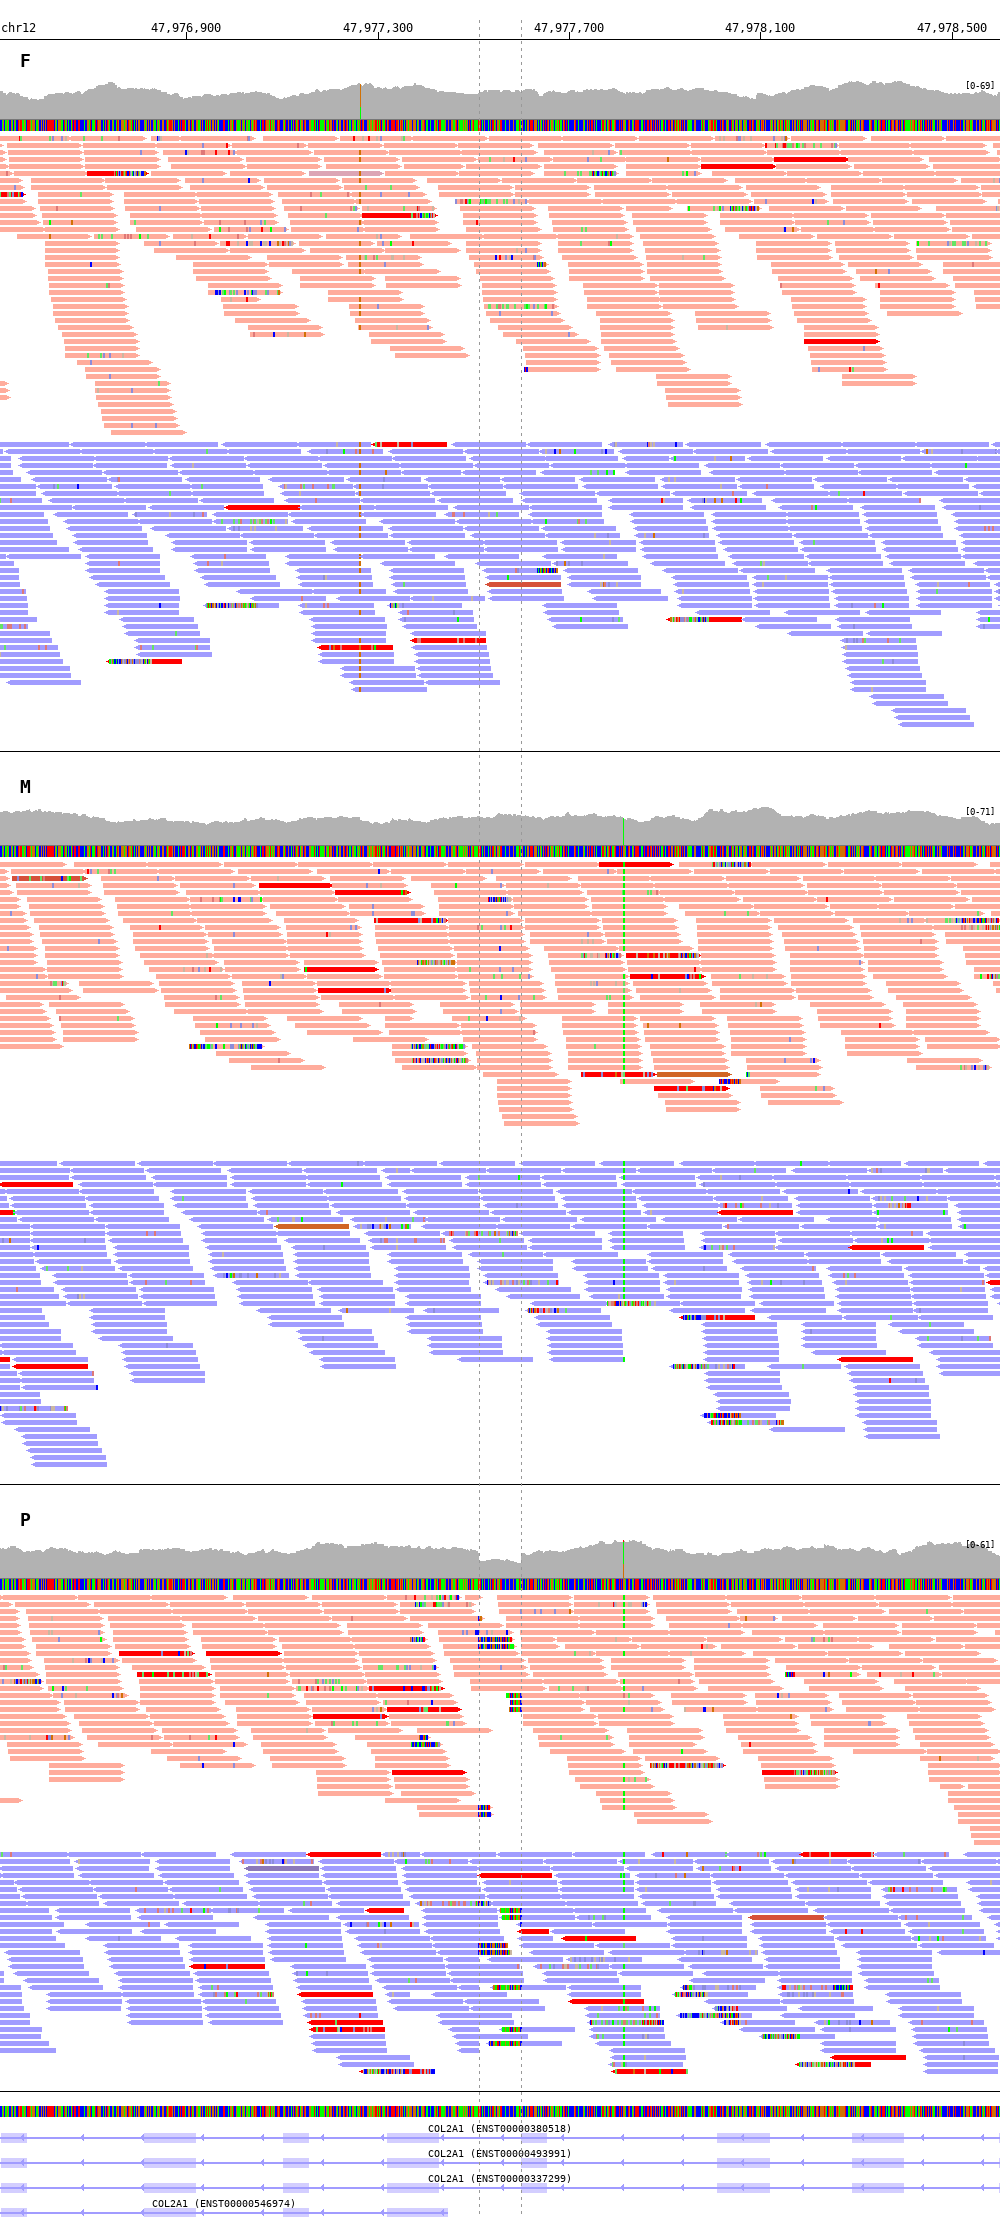 chr12 47,976,900 47,977,300 47,977,700 47,978,100 47,978,500
F
[0-69]
M
[0-71]
P
[0-61]
COL2A1 (ENST00000380518)
COL2A1 (ENST00000493991)
COL2A1 (ENST00000337299)
COL2A1 (ENST00000546974)